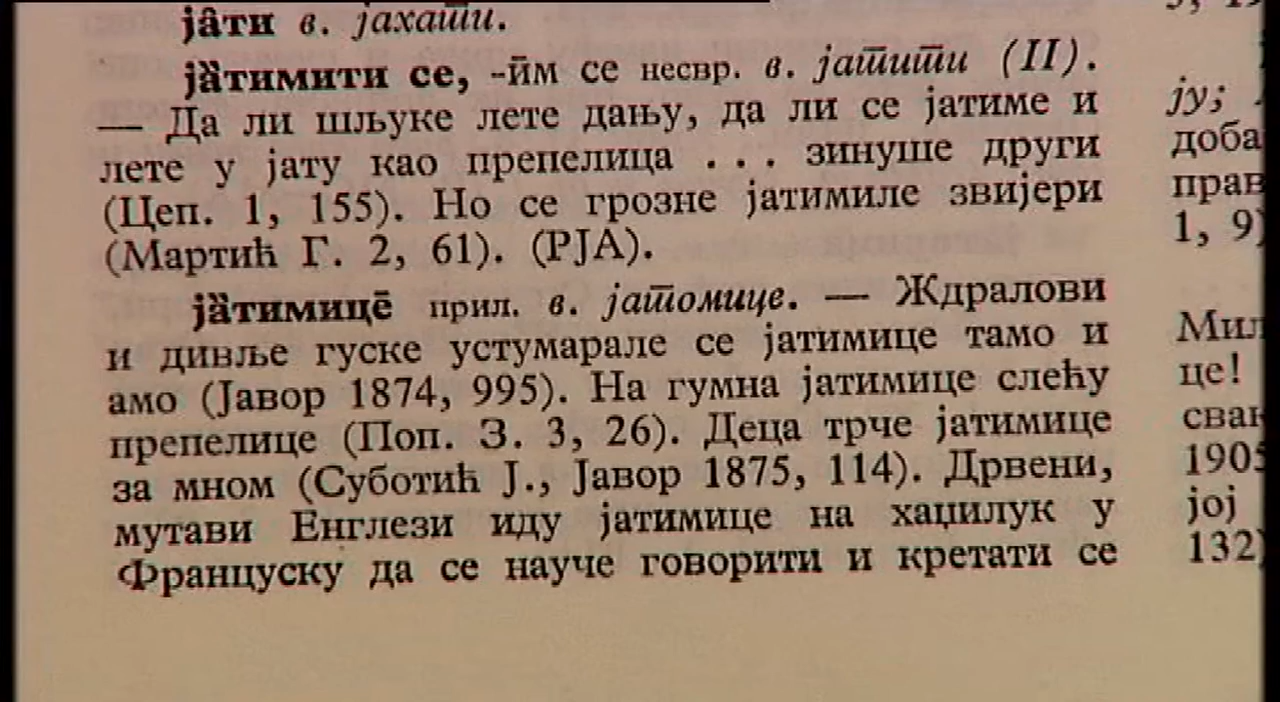 јâти в. јахати.
јȁтимити се, -ӣм се несвр. в. јатити (II).
— Да ли шљуке лете дању, да ли се јатиме и
лете у јату као препелица . . . зинуше други
(Цеп. 1, 155). Но се грозне јатимиле звијери
(Мартић Г. 2, 61). (РЈА).
јȁтимицē прил. в. јатомице. — Ждралови
и дивље гуске устумарале се јатимице тамо и
амо (Јавор 1874, 995). На гумна јатимице слећу
препелице (Поп. З. 3, 26). Деца трче јатимице
за мном (Суботић Ј., Јавор 1875, 114). Дрвени,
мутави Енглези иду јатимице на хаџилук у
Француску да се науче говорити и кретати се
ју;
доба
прав
1, 9)
Мил
це!
свак
1905
јој
132)